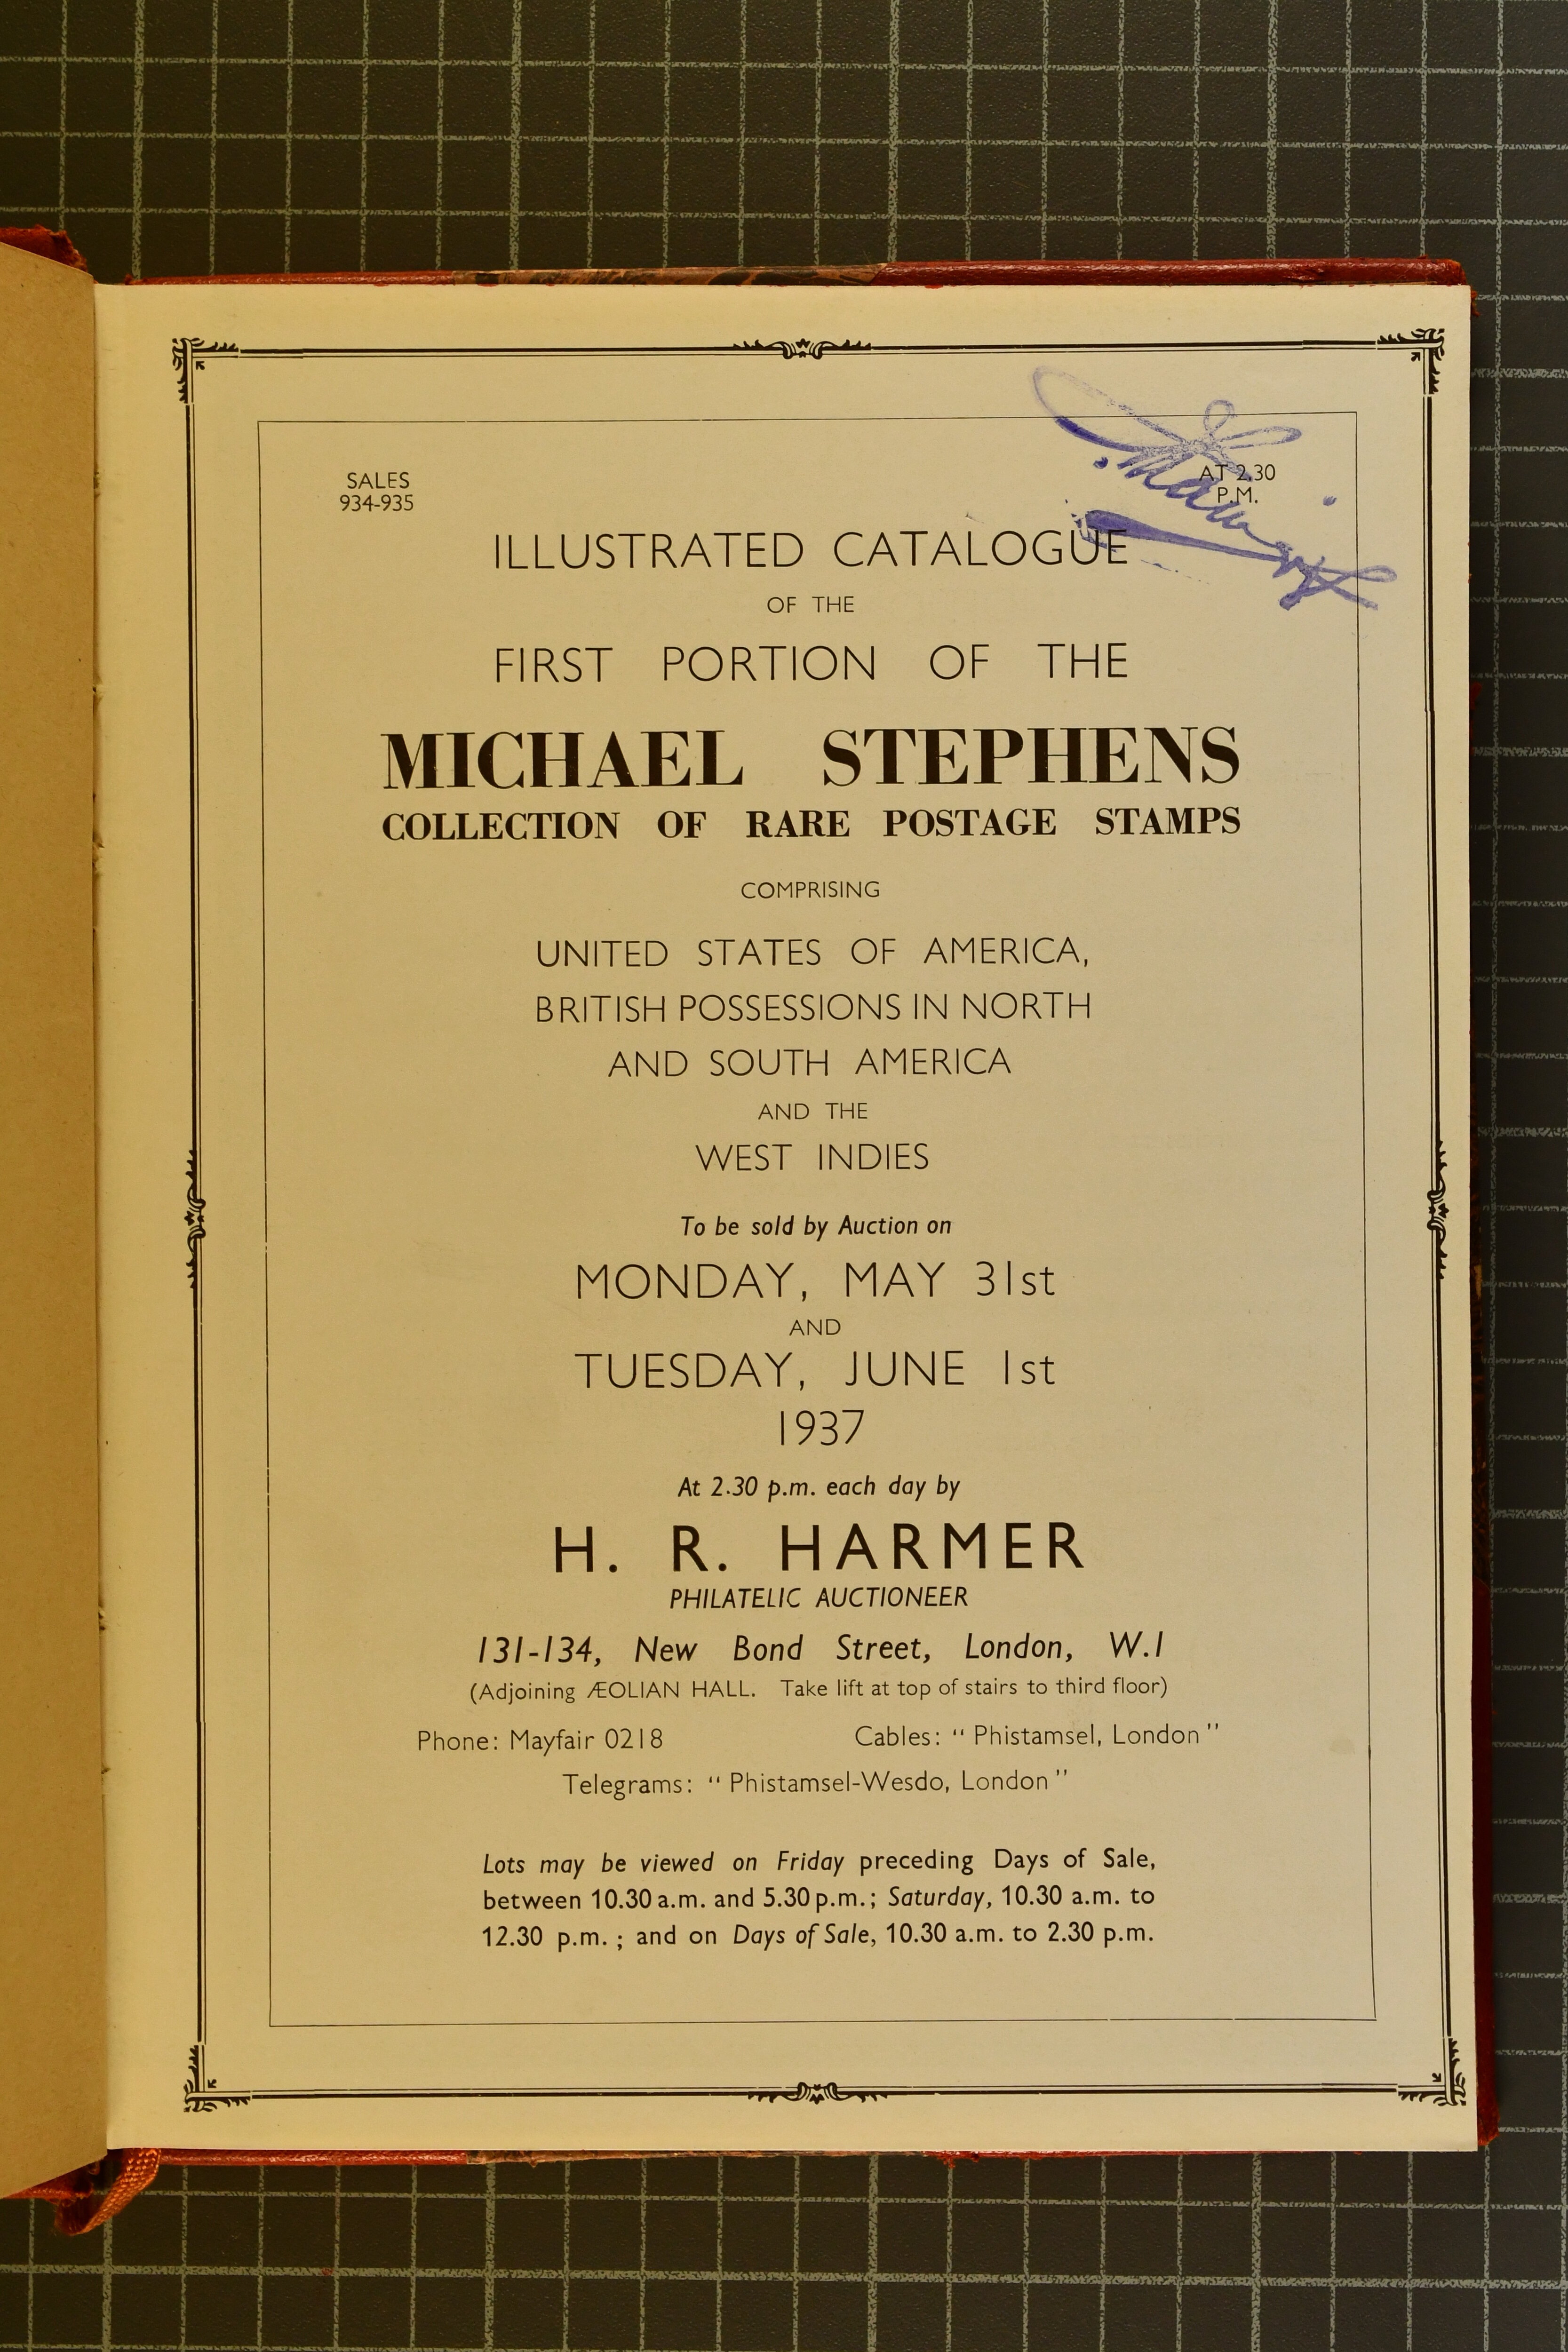 SALES
934-935
AT 2.30
P.M.
ILLUSTRATED CATALOGUE
OF THE
FIRST PORTION OF THE
MICHAEL STEPHENS
COLLECTION OF RARE POSTAGE STAMPS
COMPRISING
UNITED STATES OF AMERICA,
BRITISH POSSESSIONS IN NORTH
AND SOUTH AMERICA
AND THE
WEST INDIES
To be sold by Auction on
MONDAY, MAY 31st
AND
TUESDAY, JUNE 1st
1937
At 2.30 p.m. each day by
H. R. HARMER
PHILATELIC AUCTIONEER
131-134, New Bond Street, London, W.1
(Adjoining ÆOLIAN HALL. Take lift at top of stairs to third floor)
Phone: Mayfair 0218 Cables: “ Phistamsel, London ”
Telegrams: “ Phistamsel-Wesdo, London ”
Lots may be viewed on Friday preceding Days of Sale,
between 10.30 a.m. and 5.30 p.m. ; Saturday, 10.30 a.m. to
12.30 p.m. ; and on Days of Sale, 10.30 a.m. to 2.30 p.m.